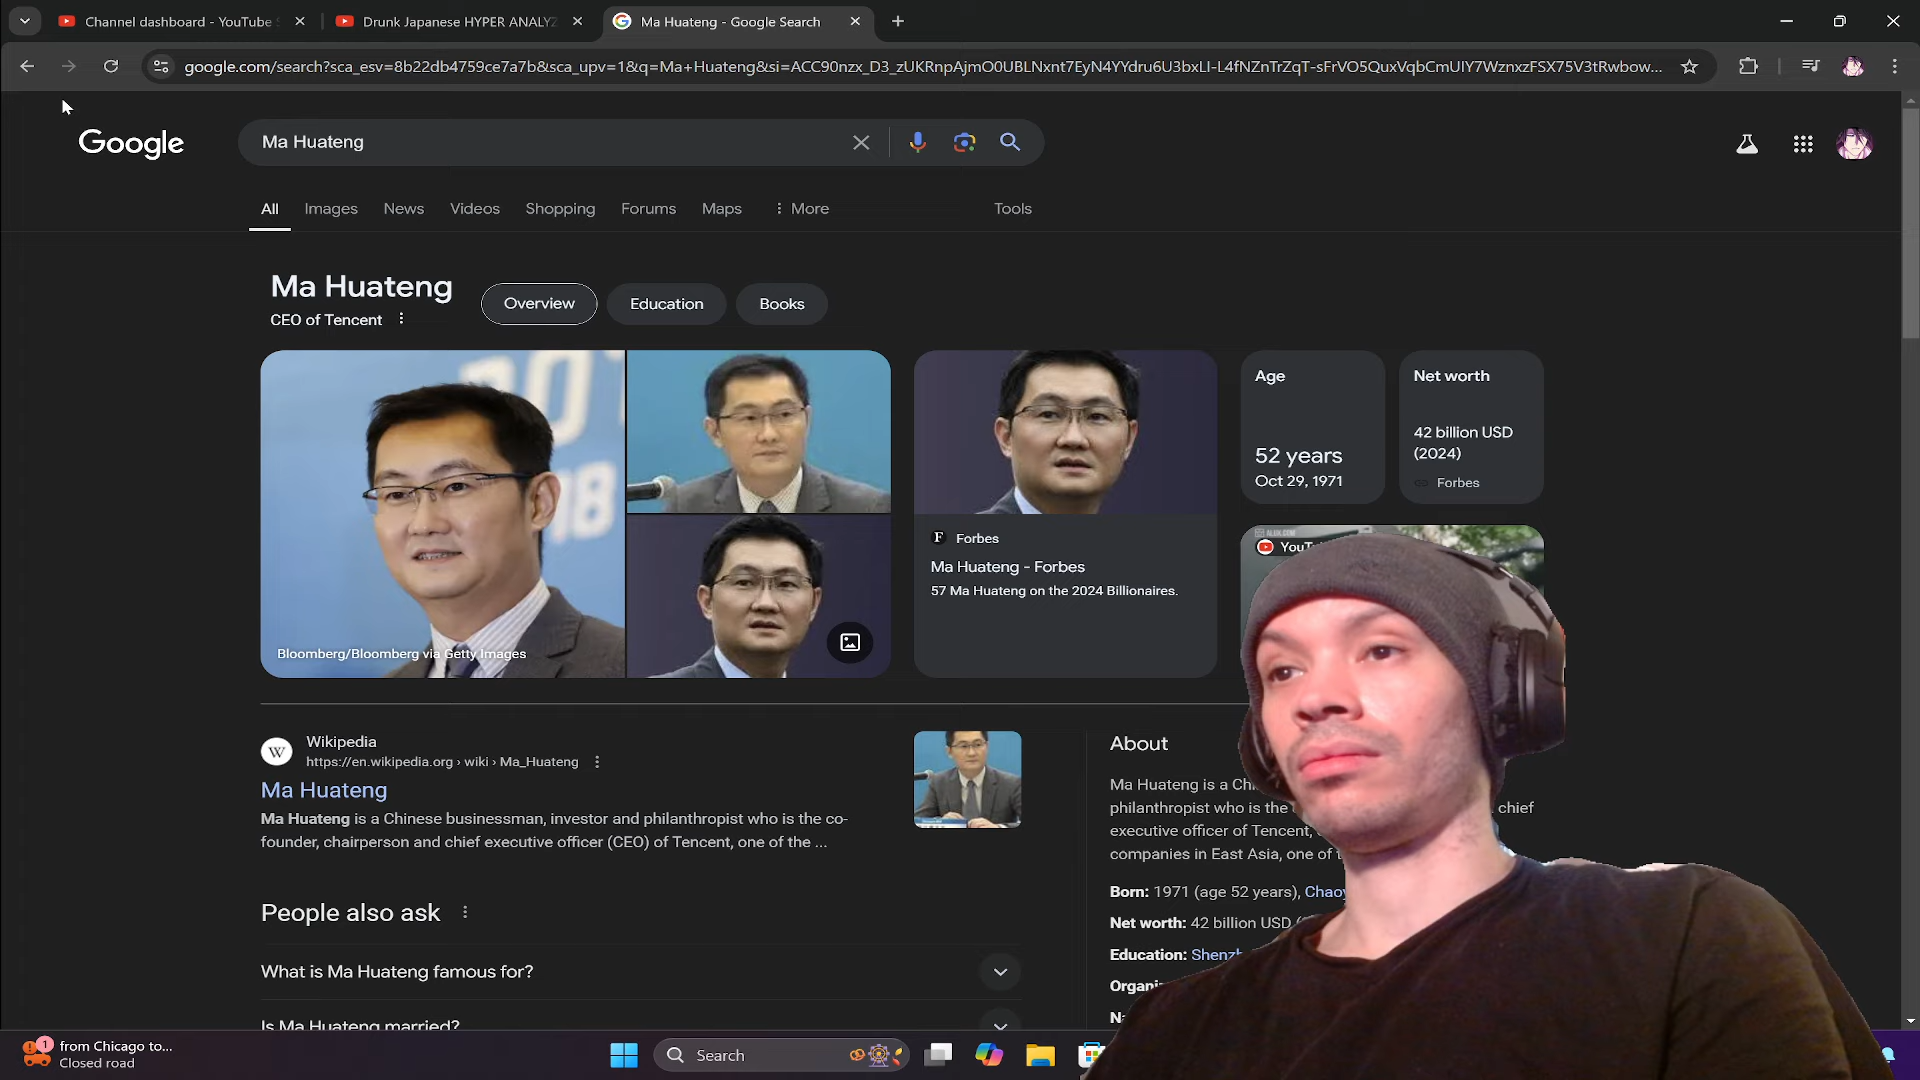 Channel dashboard - YouTube S
Drunk Japanese HYPER ANALYZ
Ma Huateng - Google Search
google.com/search?sca_esv=8b22db4759ce7a7b&sca_upv=1&q=Ma+Huateng&si=ACC90nzx_D3_zUKRnpAjmO0UBLNxnt7EyN4YYdru6U3bxLI-L4fNZnTrZqT-sFrVO5QuxVqbCmUIY7WznxzFSX75V3tRwbow...
Google
Ma Huateng
All Images News Videos Shopping Forums Maps More Tools
Ma Huateng
CEO of Tencent
Overview Education Books
Bloomberg/Bloomberg via Getty Images
Forbes
Ma Huateng - Forbes
57 Ma Huateng on the 2024 Billionaires.
Age
52 years
Oct 29, 1971
Net worth
42 billion USD
(2024)
Forbes
YouT
W
Wikipedia
https://en.wikipedia.org › wiki › Ma_Huateng
Ma Huateng
Ma Huateng is a Chinese businessman, investor and philanthropist who is the co-
founder, chairperson and chief executive officer (CEO) of Tencent, one of the ...
People also ask
What is Ma Huateng famous for?
Is Ma Huateng married?
About
Ma Huateng is a Chi
philanthropist who is the chief
executive officer of Tencent,
companies in East Asia, one of t
Born: 1971 (age 52 years), Chaoy
Net worth: 42 billion USD
Education: Shenzh
Organiz
Na
1
from Chicago to...
Closed road
Search